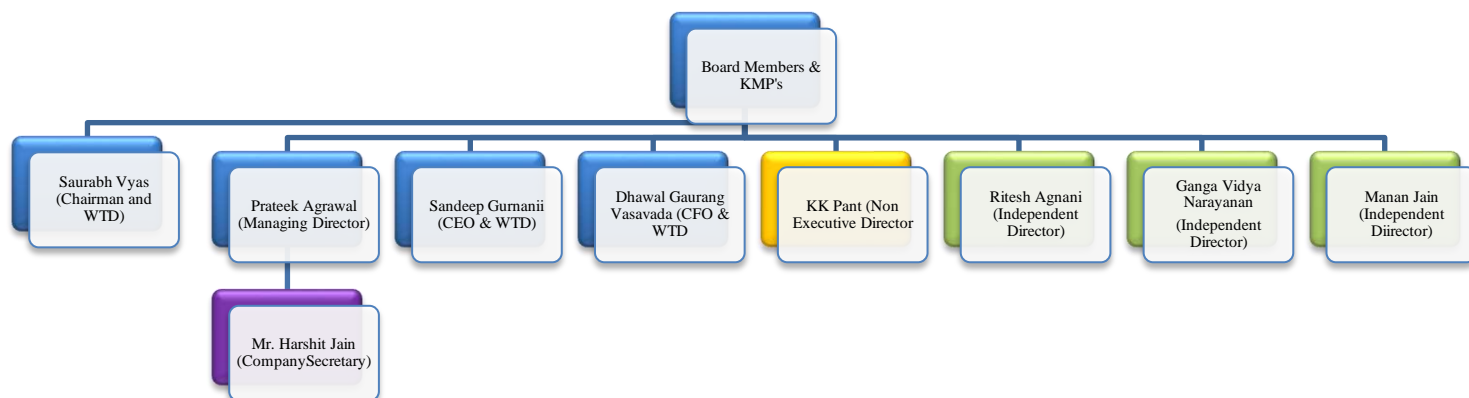 Board Members &
KMP's
Saurabh Vyas
(Chairman and
WTD)
Prateek Agrawal
(Managing Director)
Sandeep Gurnanii
(CEO & WTD)
Dhawal Gaurang
Vasavada (CFO &
WTD
KK Pant (Non
Executive Director
Ritesh Agnani
(Independent
Director)
Ganga Vidya
Narayanan
(Independent
Director)
Manan Jain
(Independent
Diirector)
Mr. Harshit Jain
(CompanySecretary)